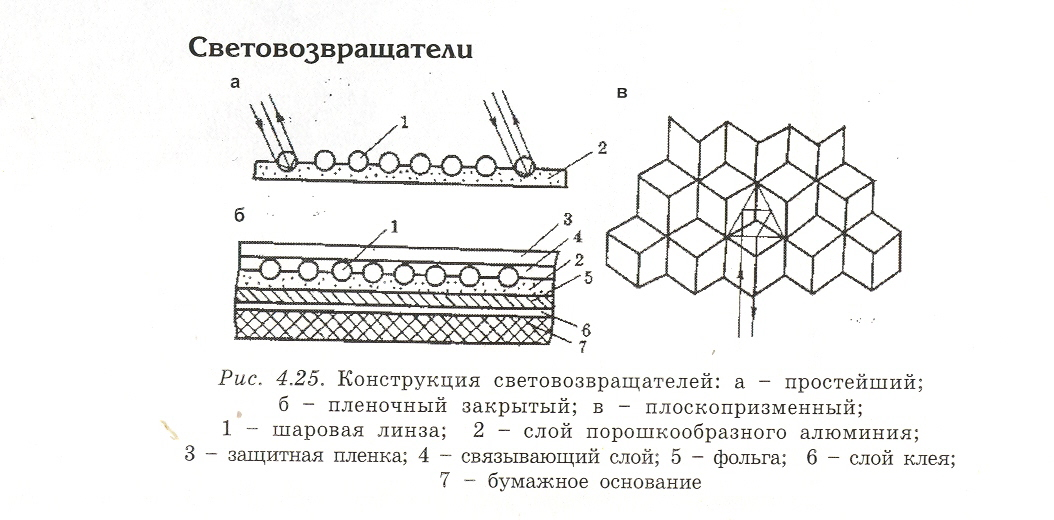 Световозвращатели
а
в
1
2
б
1
3
4
2
5
6
7
Рис. 4.25. Конструкция световозвращателей: а – простейший;
б – пленочный закрытый; в – плоскопризменный;
1 – шаровая линза; 2 – слой порошкообразного алюминия;
3 – защитная пленка; 4 – связывающий слой; 5 – фольга; 6 – слой клея;
7 – бумажное основание